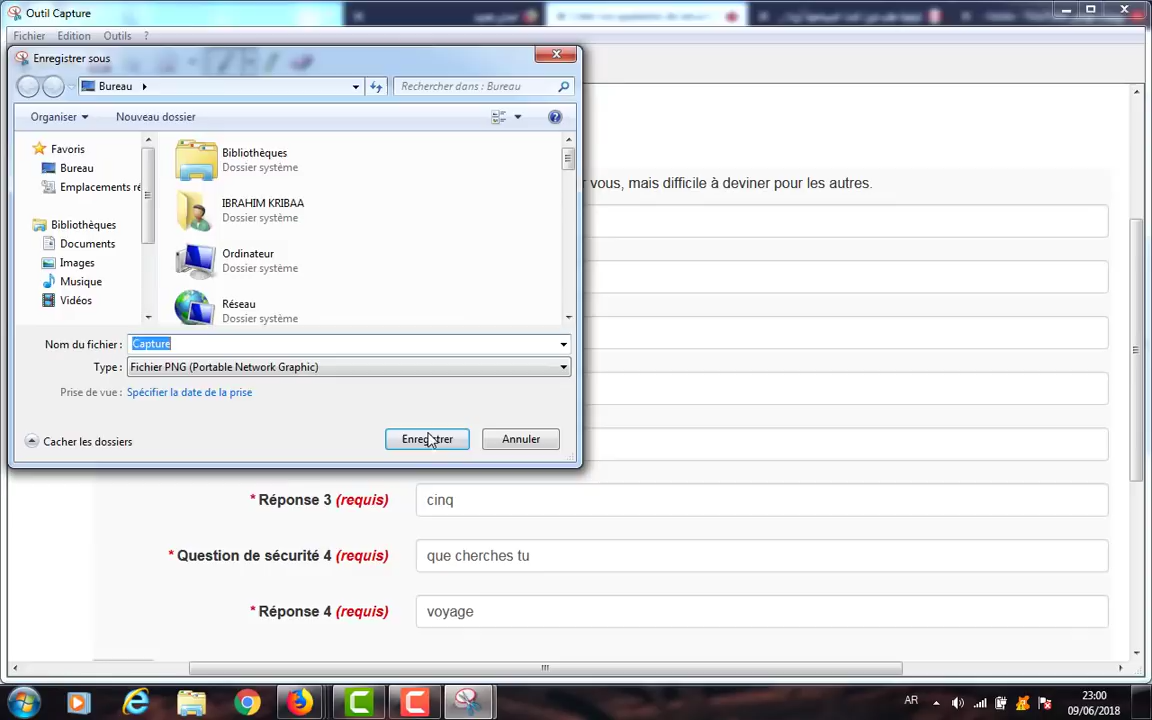 Outil Capture
Fichier Edition Outils ?
Enregistrer sous
Bureau
Rechercher dans : Bureau
Organiser Nouveau dossier
Favoris
Bureau
Emplacements ré
Bibliothèques
Documents
Images
Musique
Vidéos
Bibliothèques
Dossier système
IBRAHIM KRIBAA
Dossier système
Ordinateur
Dossier système
Réseau
Dossier système
Nom du fichier : Capture
Type : Fichier PNG (Portable Network Graphic)
Prise de vue : Spécifier la date de la prise
Cacher les dossiers
Enregistrer Annuler
vous, mais difficile à deviner pour les autres.
* Réponse 3 (requis) cinq
* Question de sécurité 4 (requis) que cherches tu
* Réponse 4 (requis) voyage
AR
23:00
09/06/2018